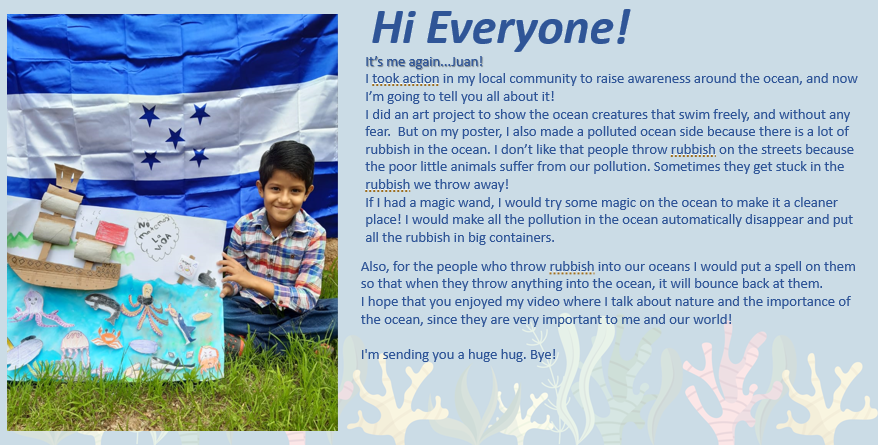 Hi Everyone!
It's me again...Juan!
I took action in my local community to raise awareness around the ocean, and now
I'm going to tell you all about it!
I did an art project to show the ocean creatures that swim freely, and without any
fear.  But on my poster, I also made a polluted ocean side because there is a lot of
rubbish in the ocean. I don't like that people throw rubbish on the streets because
the poor little animals suffer from our pollution. Sometimes they get stuck in the
rubbish we throw away!
If I had a magic wand, I would try some magic on the ocean to make it a cleaner
place! I would make all the pollution in the ocean automatically disappear and put
all the rubbish in big containers.
Also, for the people who throw rubbish into our oceans I would put a spell on them
so that when they throw anything into the ocean, it will bounce back at them.
I hope that you enjoyed my video where I talk about nature and the importance of
the ocean, since they are very important to me and our world!
I'm sending you a huge hug. Bye!
No
La